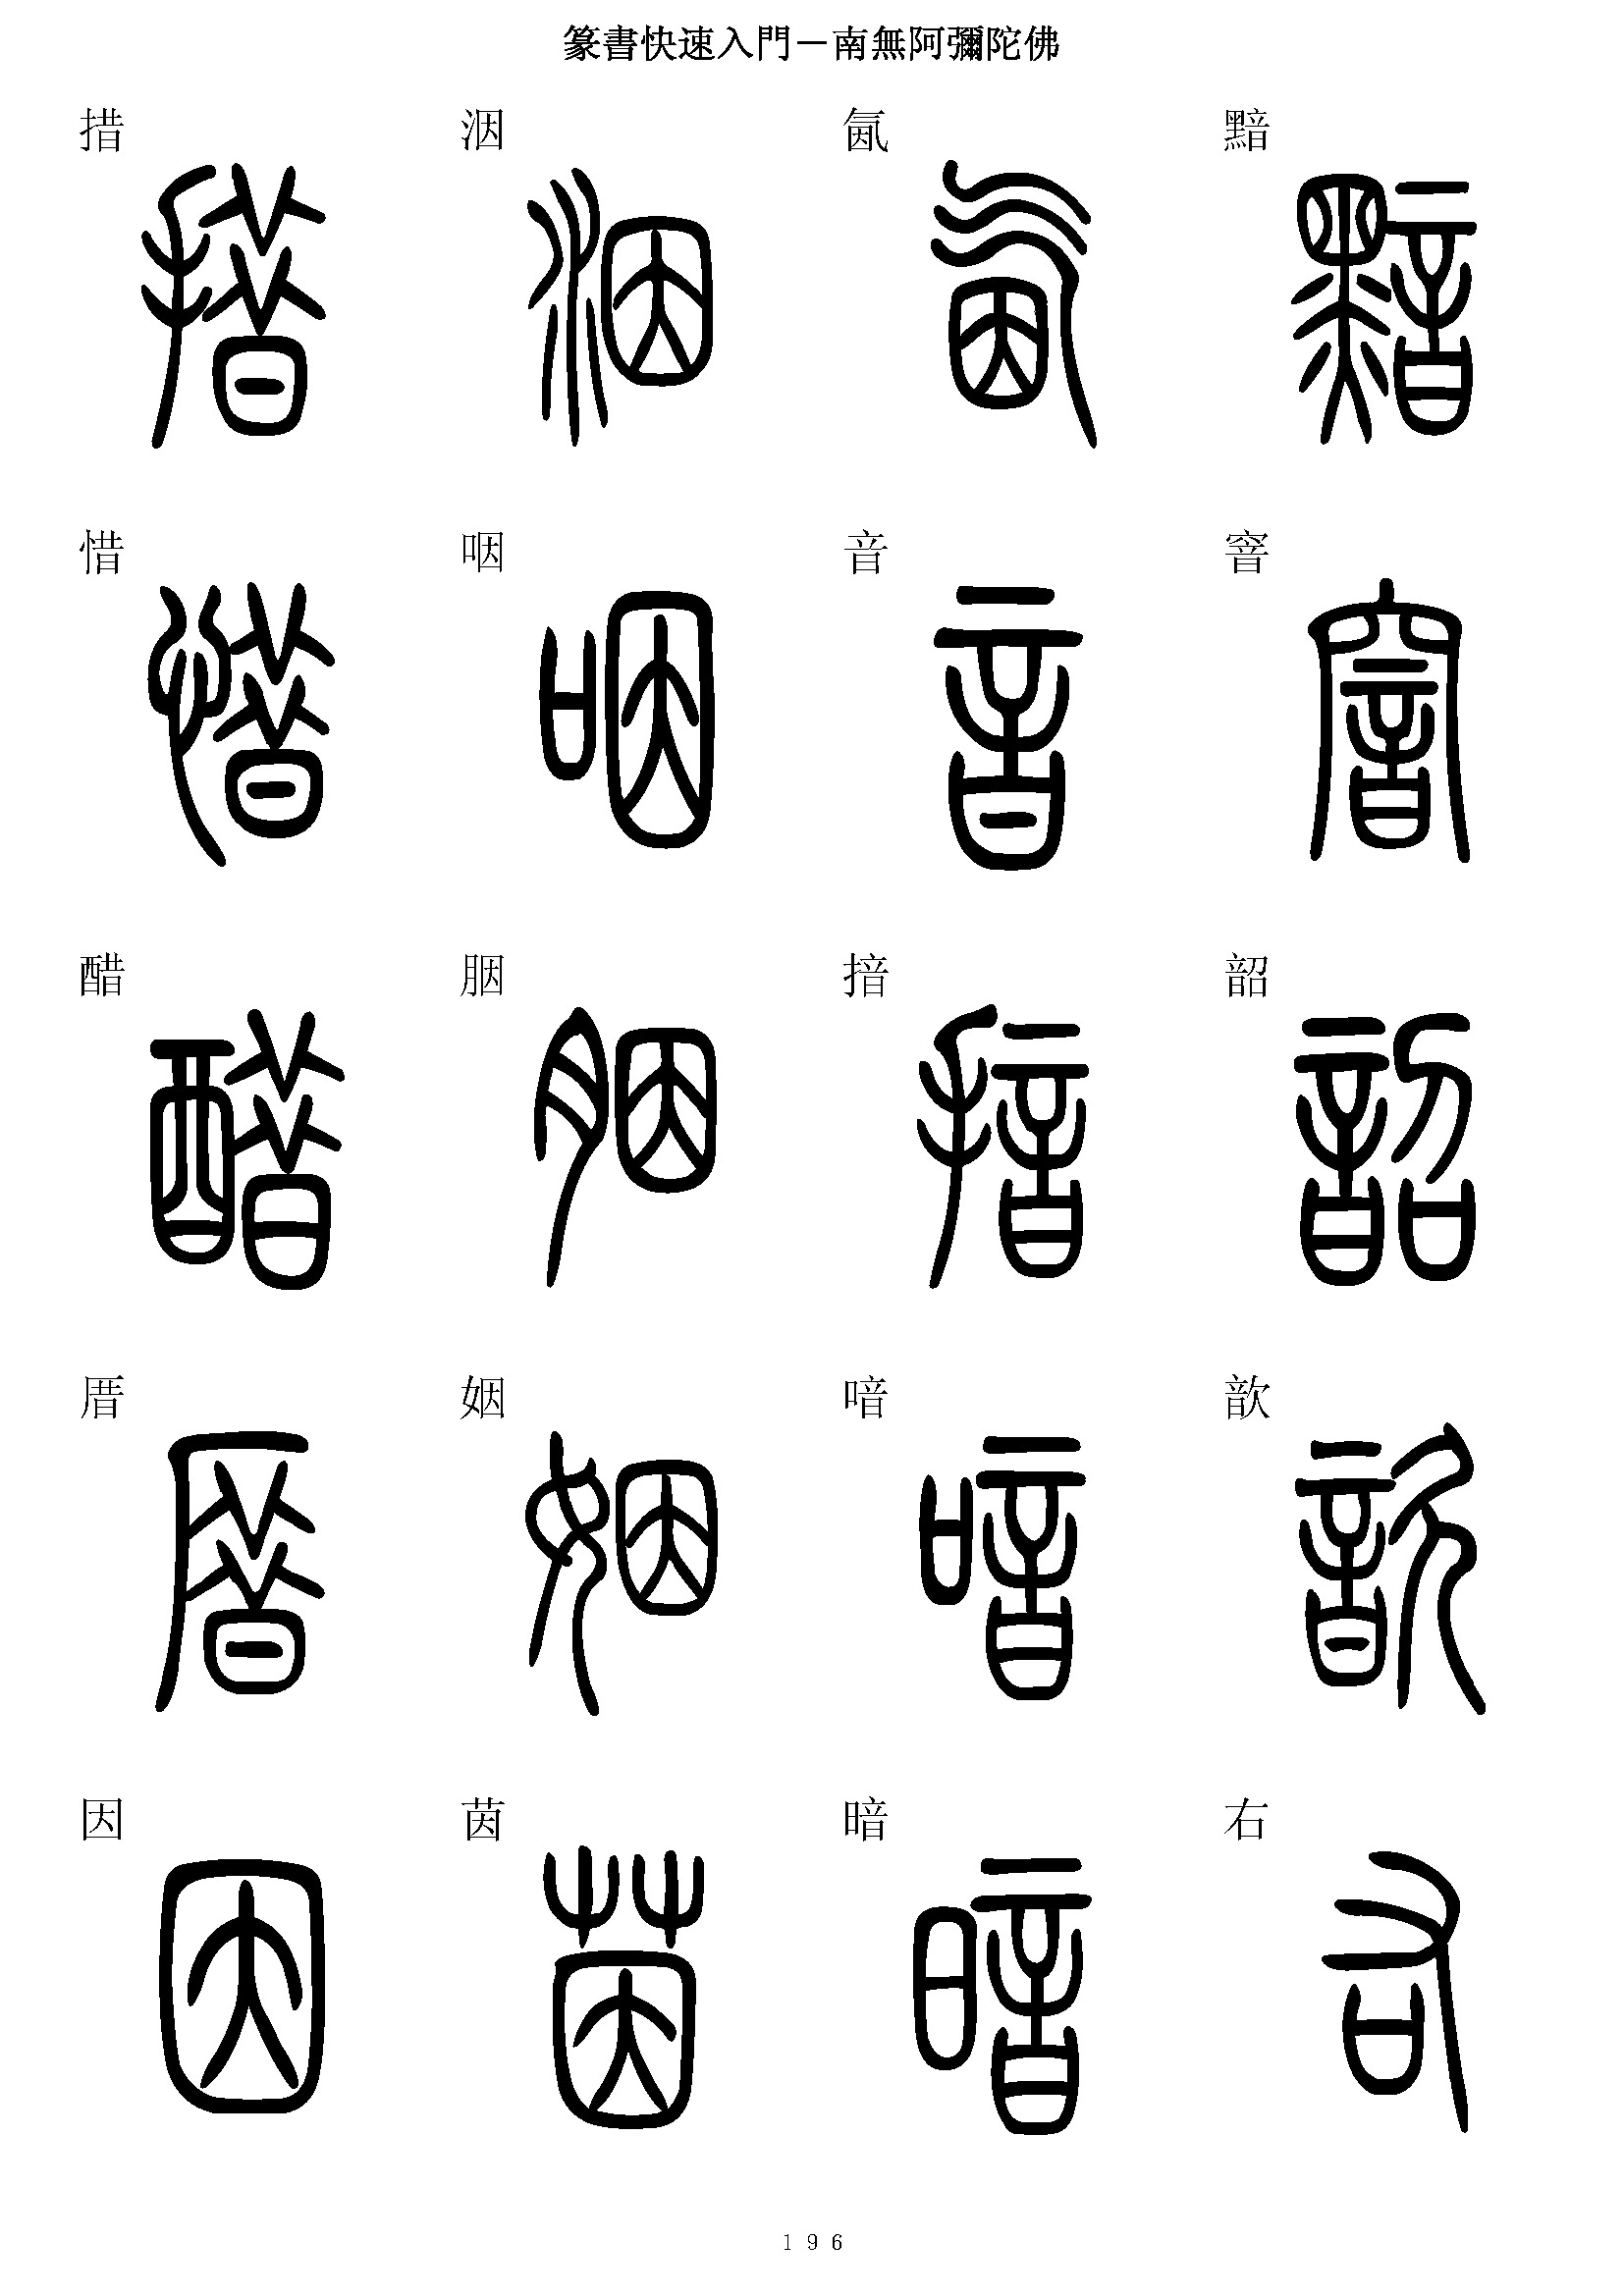 篆書快速入門－南無阿彌陀佛
措 洇 氤 黯
惜 咽 音 窨
醋 胭 揞 韶
厝 姻 喑 歆
因 茵 暗 右
196